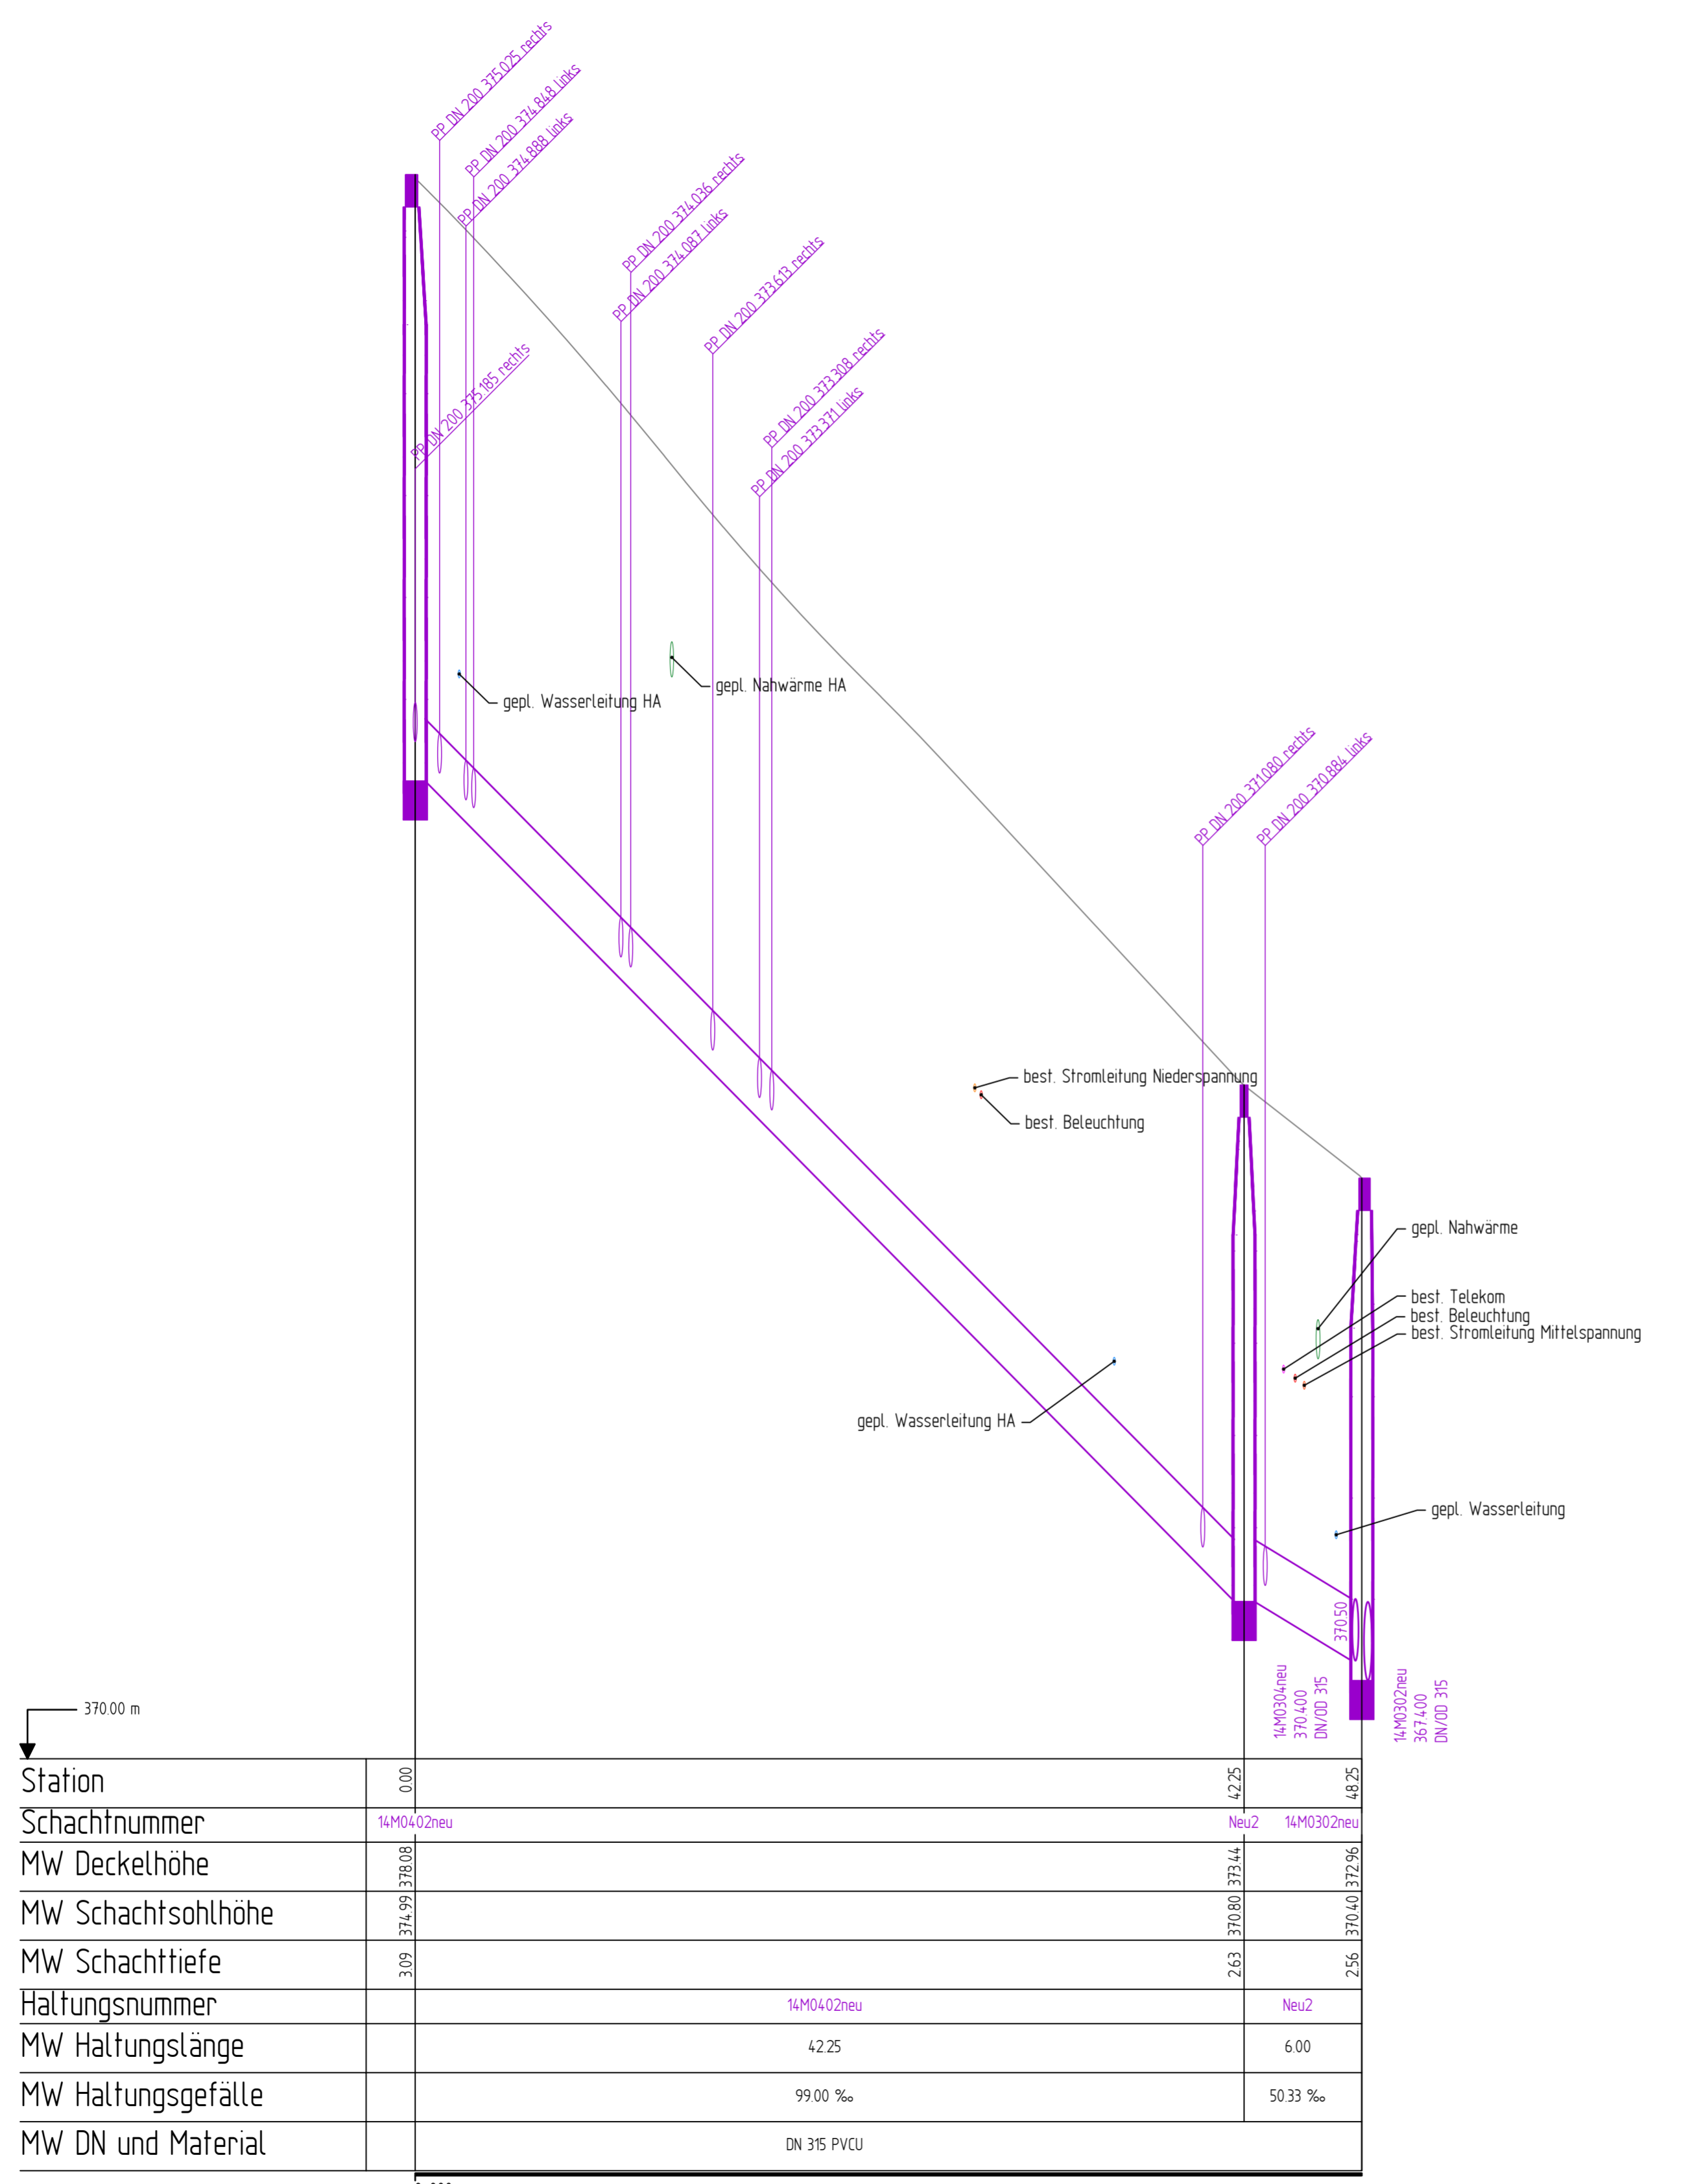 PP DN 200 375.025 rechts
PP DN 200 374.848 links
PP DN 200 374.888 links
PP DN 200 374.036 rechts
PP DN 200 374.087 links
PP DN 200 373.613 rechts
PP DN 200 373.308 rechts
PP DN 200 373.371 links
PP DN 200 375.185 rechts
gepl. Wasserleitung HA
gepl. Nahwärme HA
PP DN 200 371.080 rechts
PP DN 200 370.884 links
best. Stromleitung Niederspannung
best. Beleuchtung
gepl. Nahwärme
best. Telekom
best. Beleuchtung
best. Stromleitung Mittelspannung
gepl. Wasserleitung HA
gepl. Wasserleitung
370.50
14M0304neu
370.400
DN/OD 315
14M0302neu
367.400
DN/OD 315
370.00 m
Station 0.00 42.25 48.25
Schachtnummer 14M0402neu Neu2 14M0302neu
MW Deckelhöhe 378.08 373.44 372.96
MW Schachtsohlhöhe 374.99 370.80 370.40
MW Schachttiefe 3.09 2.63 2.56
Haltungsnummer 14M0402neu Neu2
MW Haltungslänge 42.25 6.00
MW Haltungsgefälle 99.00 ‰ 50.33 ‰
MW DN und Material DN 315 PVCU